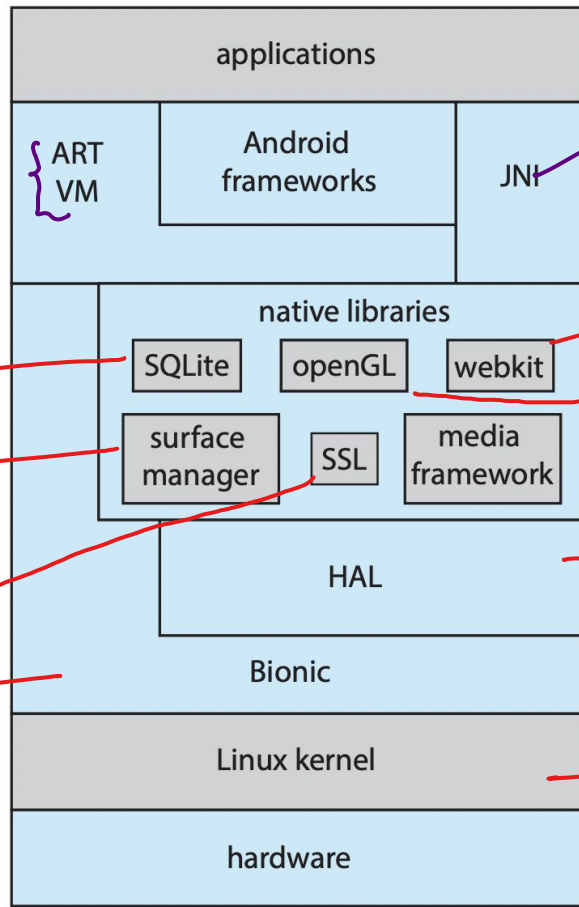 applications
ART
VM
Android
frameworks
JNI
native libraries
SQLite
openGL
webkit
surface
manager
SSL
media
framework
HAL
Bionic
Linux kernel
hardware